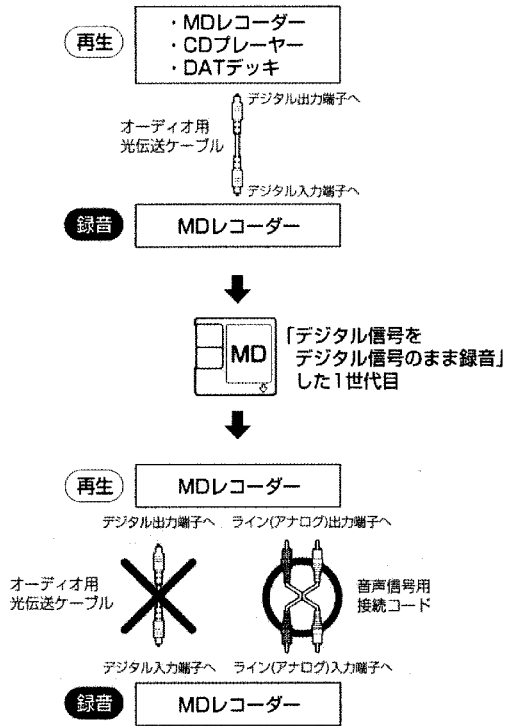 ・MDレコーダー
再生
・CDプレーヤー
・DATデッキ
デジタル出力端子へ
オーディオ用
光伝送ケーブル
デジタル入力端子へ
録音
MDレコーダー
MD
「デジタル信号を
デジタル信号のまま録音」
した1世代目
再生
MDレコーダー
デジタル出力端子へ ライン(アナログ)出力端子へ
オーディオ用
光伝送ケーブル
音声信号用
接続コード
デジタル入力端子へ ライン(アナログ)入力端子へ
録音
MDレコーダー